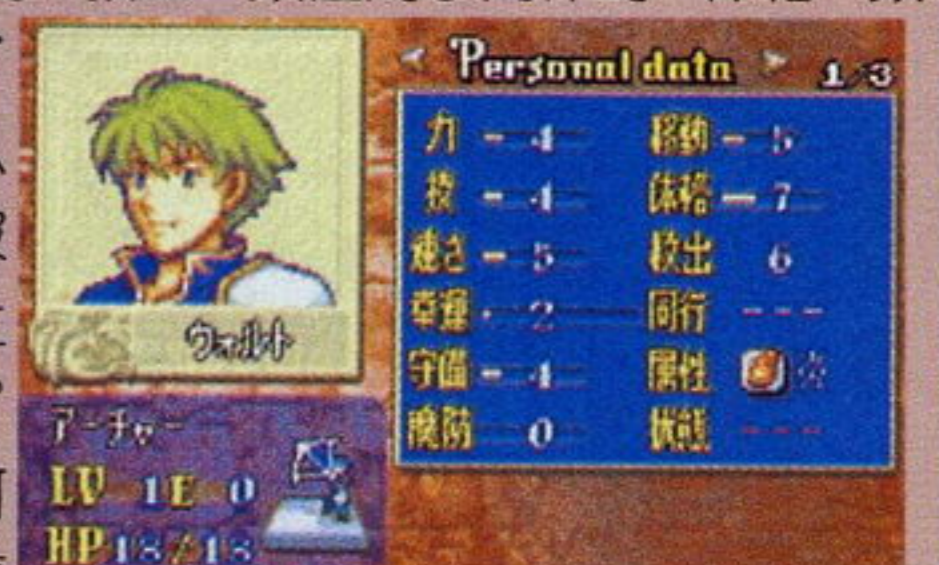 Personal data 1/3
力 4 移動 5
技 4 体格 7
速さ 5 救出 6
幸運 2 同行 ---
守備 4 属性 炎
魔防 0 状態 ---
ウォルト
アーチャー
LV 1 E 0
HP 18/18